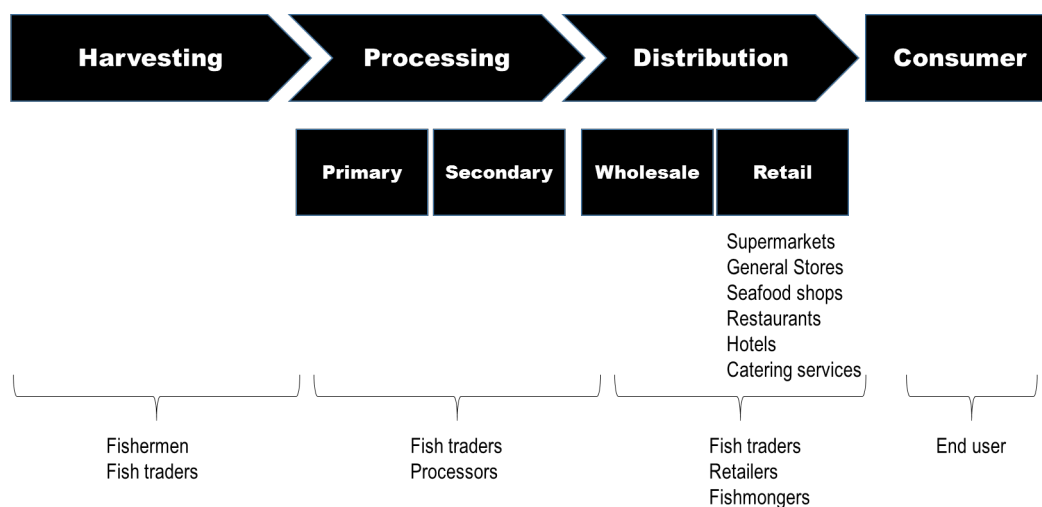 Harvesting
Processing
Distribution
Consumer
Primary
Secondary
Wholesale
Retail
Supermarkets
General Stores
Seafood shops
Restaurants
Hotels
Catering services
Fishermen
Fish traders
Fish traders
Processors
Fish traders
Retailers
Fishmongers
End user